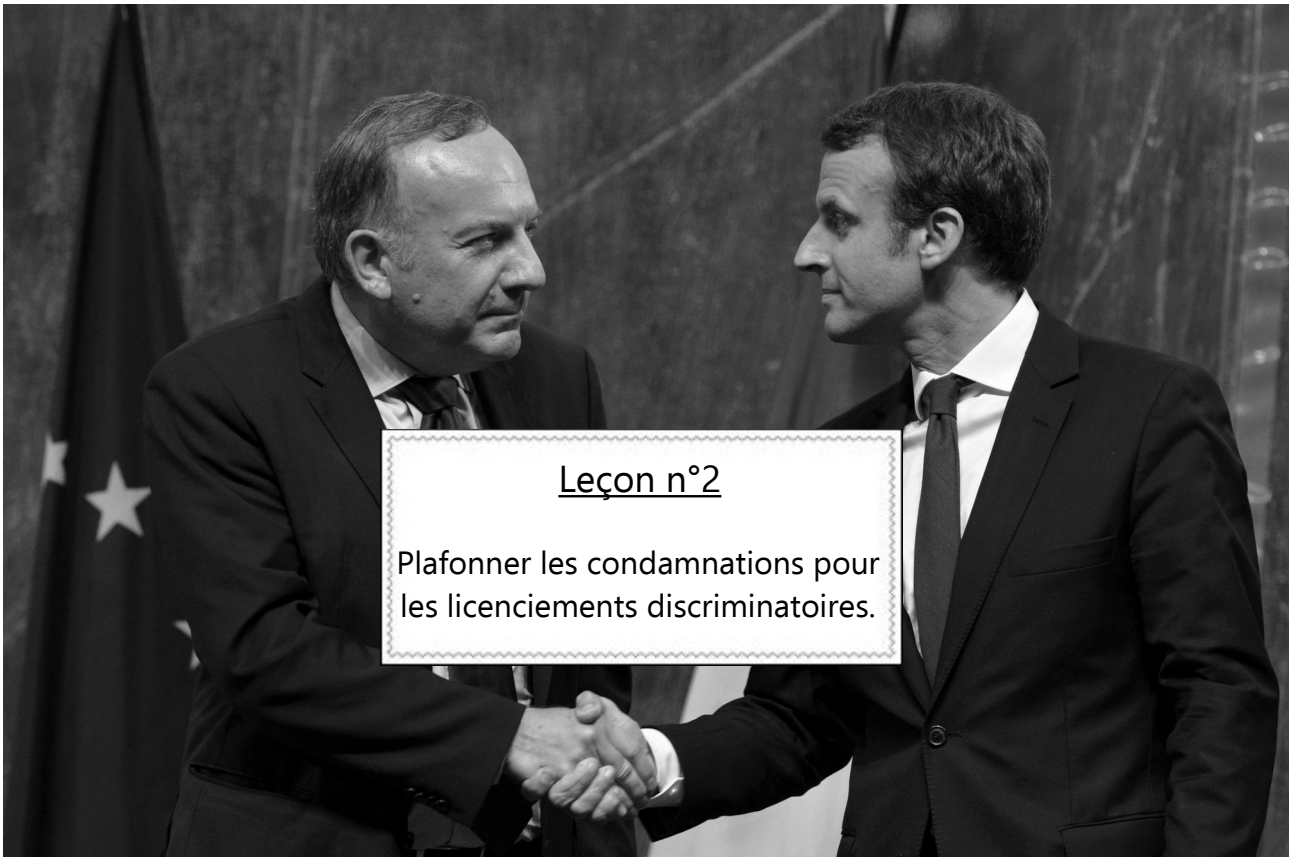 Leçon n°2
Plafonner les condamnations pour
les licenciements discriminatoires.